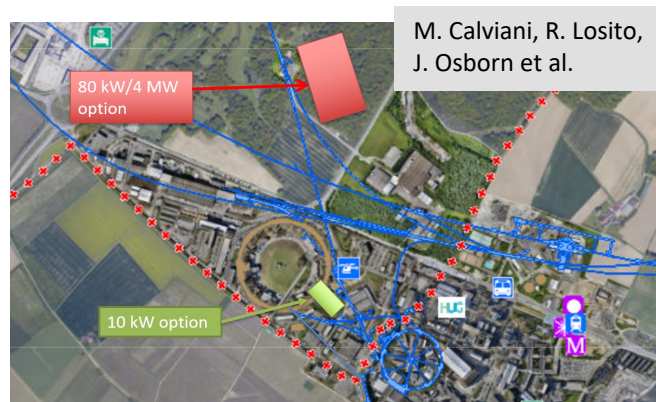 M. Calviani, R. Losito,
J. Osborn et al.
80 kW/4 MW
option
10 kW option
HUG
M